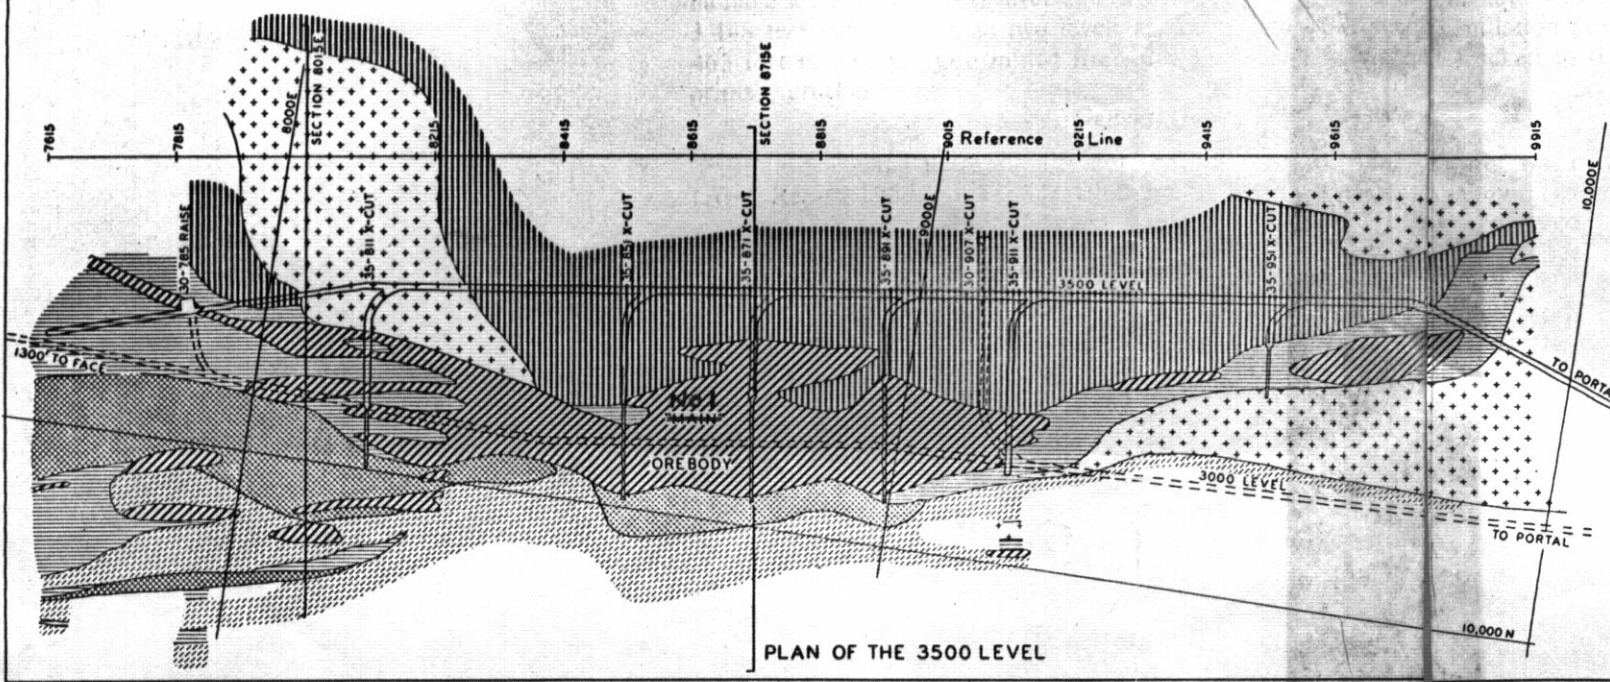 SECTION 8015E
8000E
SECTION 8715E
7615
7815
8215
8415
8615
8815
9015
Reference Line
9215
9415
9615
9915
10,000E
30-785 RAISE
35-811 X-CUT
35-851 X-CUT
35-871 X-CUT
35-891 X-CUT
9000E
30-907 X-CUT
35-911 X-CUT
35-951 X-CUT
3500 LEVEL
1300' TO FACE
TO PORTAL
No.1
MAIN
OREBODY
3000 LEVEL
TO PORTAL
10,000 N
PLAN OF THE 3500 LEVEL